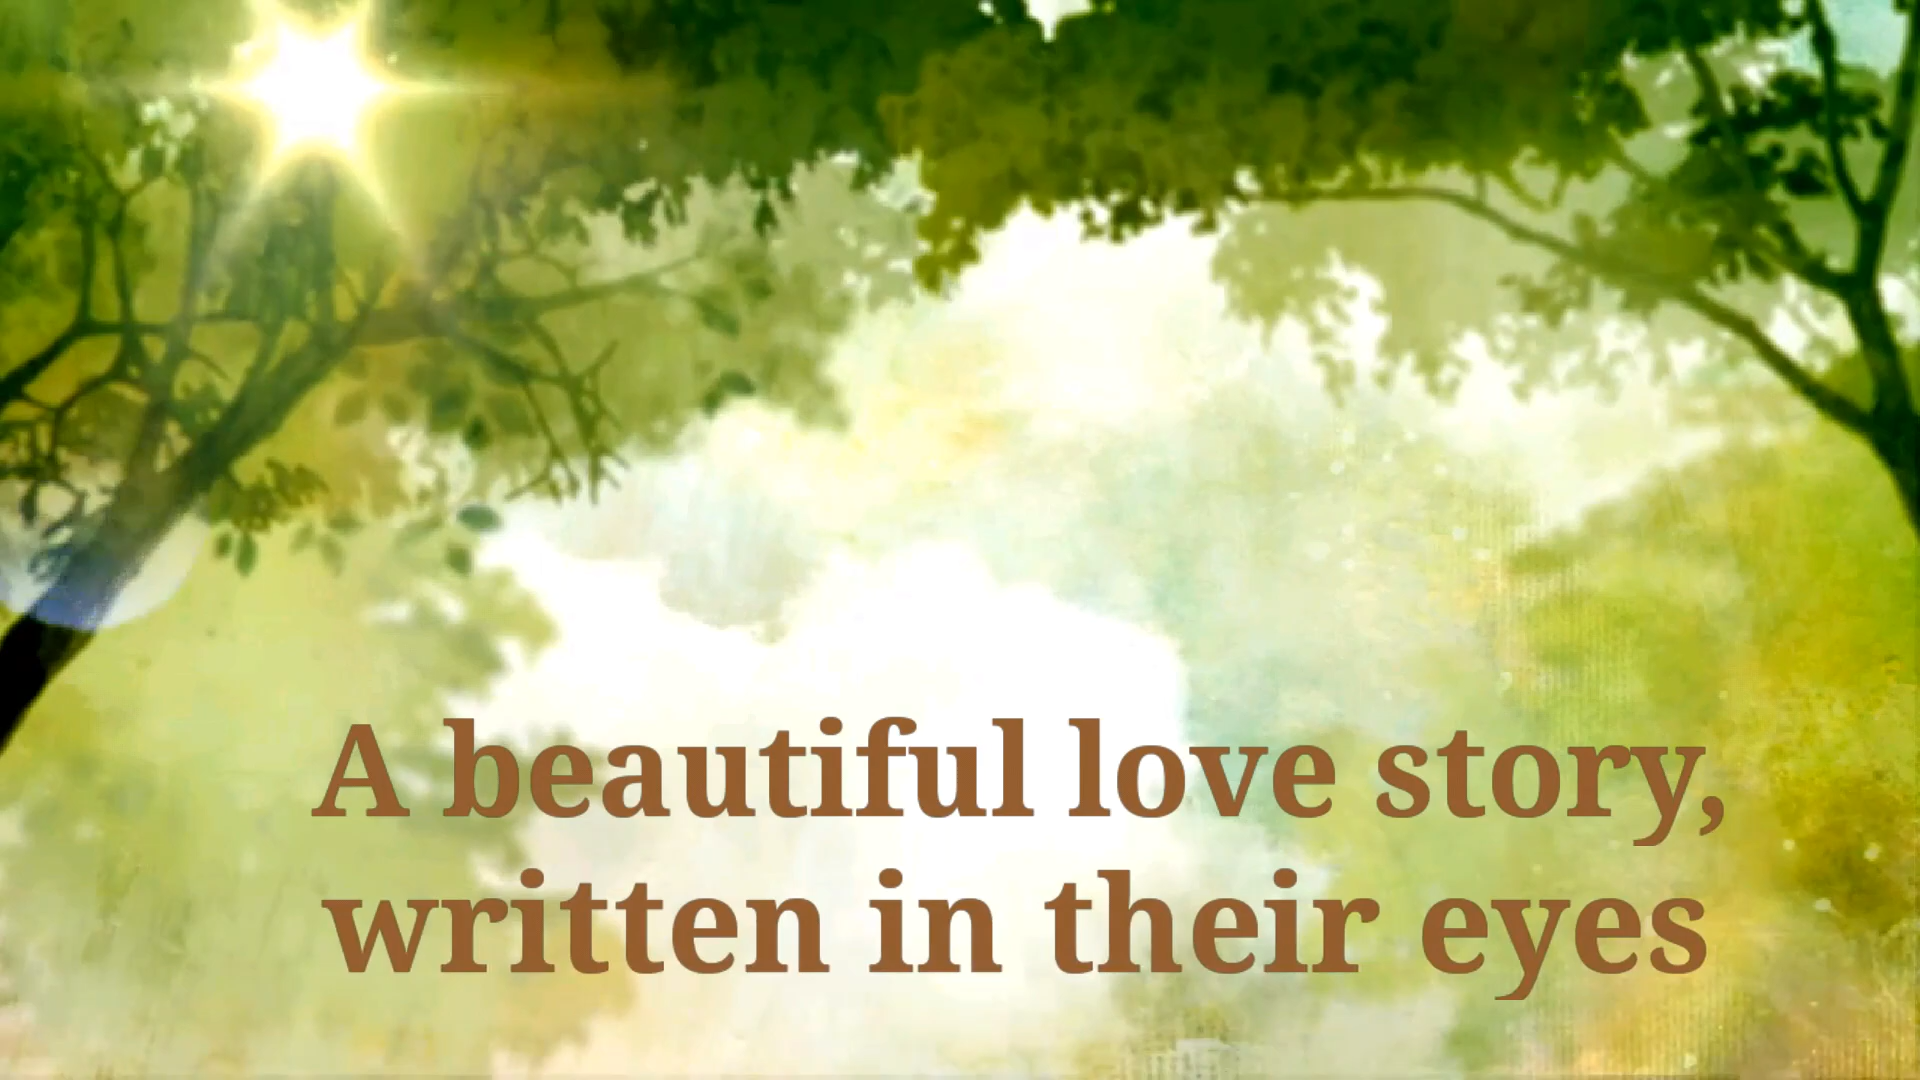 A beautiful love story,
written in their eyes